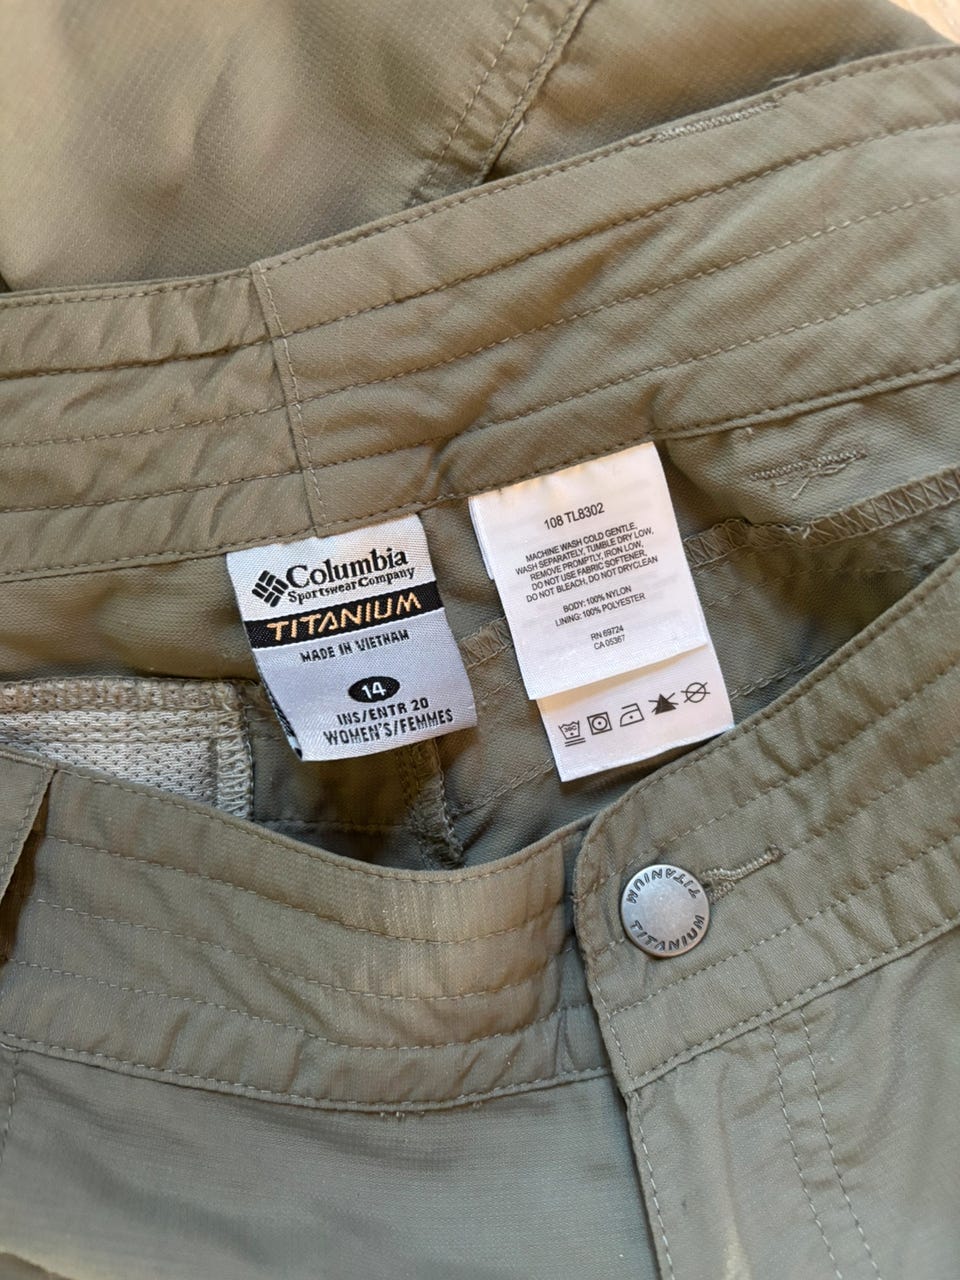 Columbia
Sportswear Company
TITANIUM
MADE IN VIETNAM
14
INS/ENTR 20
WOMEN'S/FEMMES
108 TL8302
MACHINE WASH COLD GENTLE,
WASH SEPARATELY, TUMBLE DRY LOW,
REMOVE PROMPTLY, IRON LOW,
DO NOT USE FABRIC SOFTENER,
DO NOT BLEACH, DO NOT DRYCLEAN
BODY: 100% NYLON
LINING: 100% POLYESTER
RN 69724
CA 05367
TITANIUM
TITANIUM